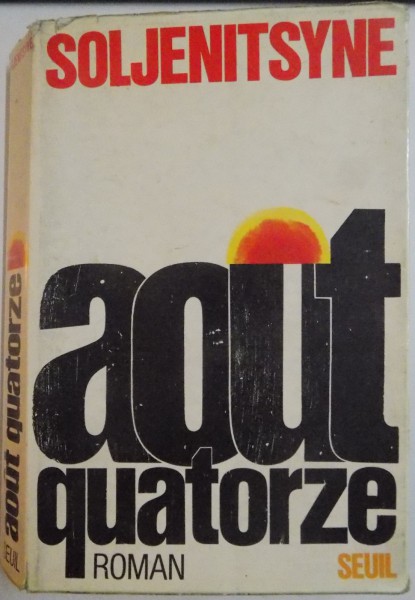 SOLJENITSYNE
août
quatorze
ROMAN
SEUIL
août quatorze
SEUIL